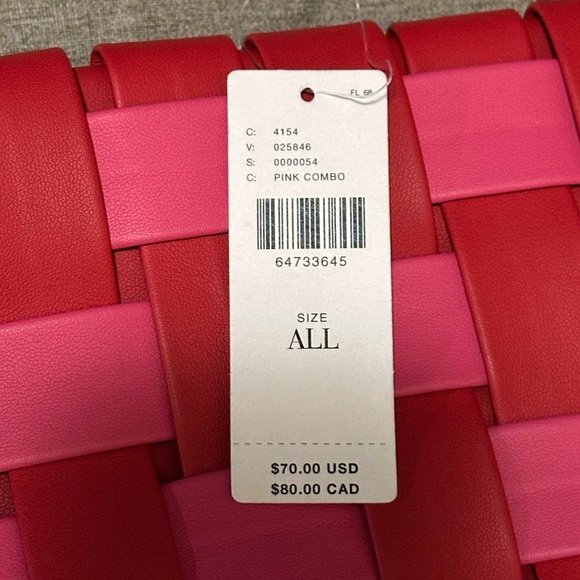 FL 6R
C: 4154
V: 025846
S: 0000054
C: PINK COMBO
64733645
SIZE
ALL
$70.00 USD
$80.00 CAD